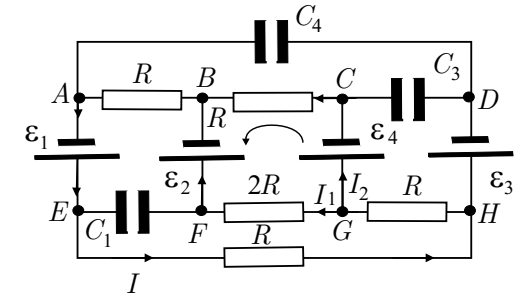 C₄
A R B C C₃ D
R
ε₁ ε₂ ε₄ ε₃
E C₁ F 2R I₁ G I₂ R H
R
I